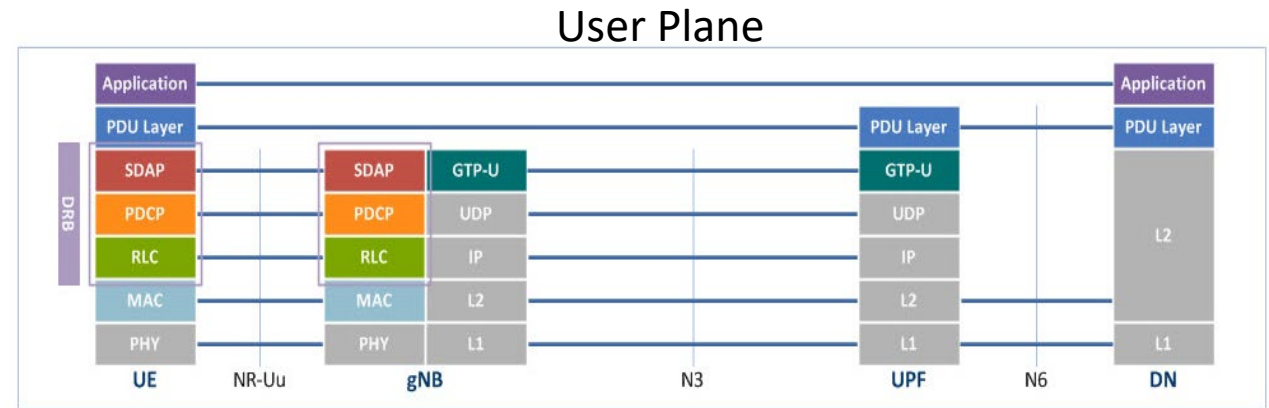 User Plane
Application Application
PDU Layer PDU Layer PDU Layer
SDAP SDAP GTP-U GTP-U
DRB
PDCP PDCP UDP UDP
L2
RLC RLC IP IP
MAC MAC L2 L2
PHY PHY L1 L1 L1
UE NR-Uu gNB N3 UPF N6 DN